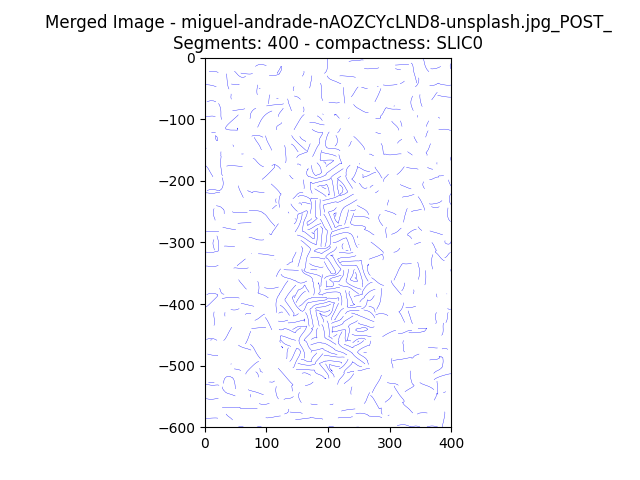 Merged Image - miguel-andrade-nAOZCYcLND8-unsplash.jpg_POST_
Segments: 400 - compactness: SLIC0
0
−100
−200
−300
−400
−500
−600
0 100 200 300 400